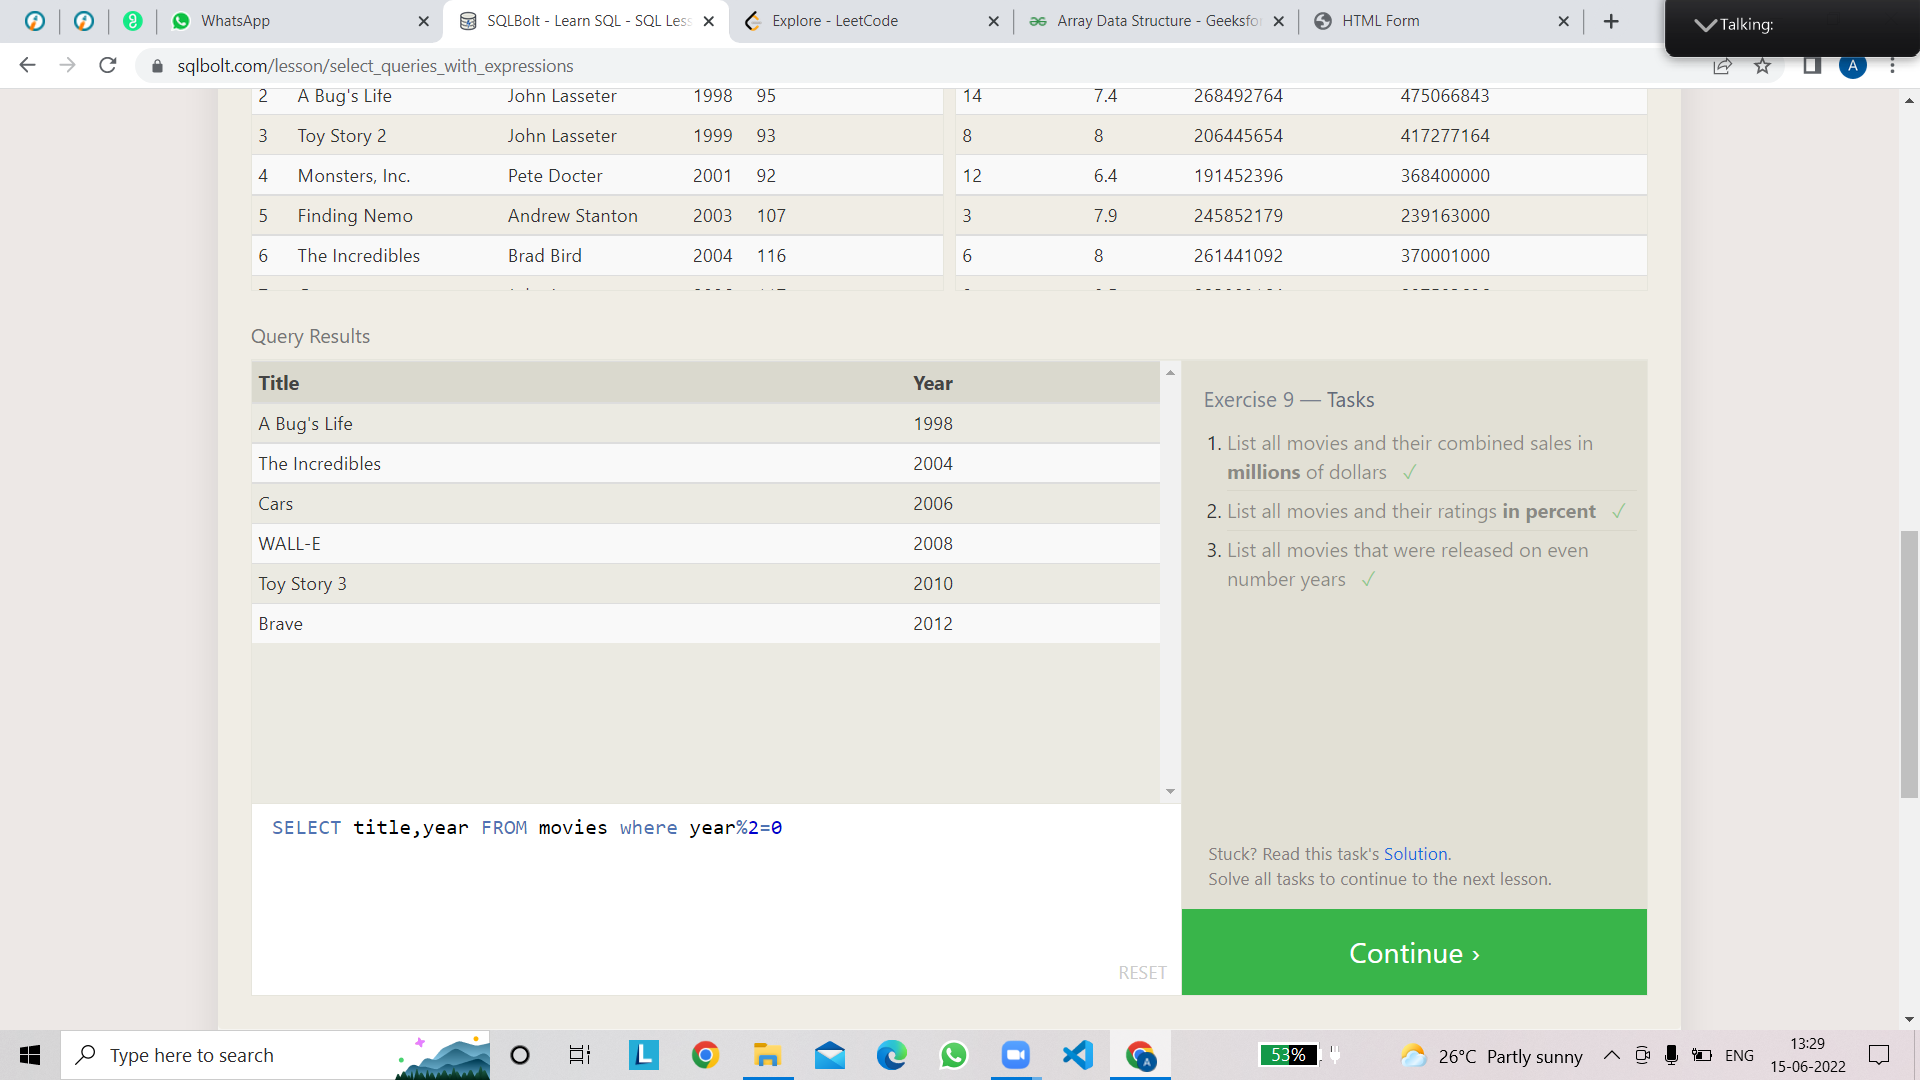 WhatsApp
SQLBolt - Learn SQL - SQL Less
Explore - LeetCode
Array Data Structure - Geeksfo
HTML Form
Talking:
sqlbolt.com/lesson/select_queries_with_expressions
A
2 A Bug's Life John Lasseter 1998 95
14 7.4 268492764 475066843
3 Toy Story 2 John Lasseter 1999 93
8 8 206445654 417277164
4 Monsters, Inc. Pete Docter 2001 92
12 6.4 191452396 368400000
5 Finding Nemo Andrew Stanton 2003 107
3 7.9 245852179 239163000
6 The Incredibles Brad Bird 2004 116
6 8 261441092 370001000
Query Results
Title Year
A Bug's Life 1998
The Incredibles 2004
Cars 2006
WALL-E 2008
Toy Story 3 2010
Brave 2012
SELECT title,year FROM movies where year%2=0
RESET
Exercise 9 — Tasks
1. List all movies and their combined sales in
millions of dollars ✓
2. List all movies and their ratings in percent ✓
3. List all movies that were released on even
number years ✓
Stuck? Read this task's Solution.
Solve all tasks to continue to the next lesson.
Continue ›
Type here to search
L
A
53%
26°C Partly sunny
ENG
13:29
15-06-2022